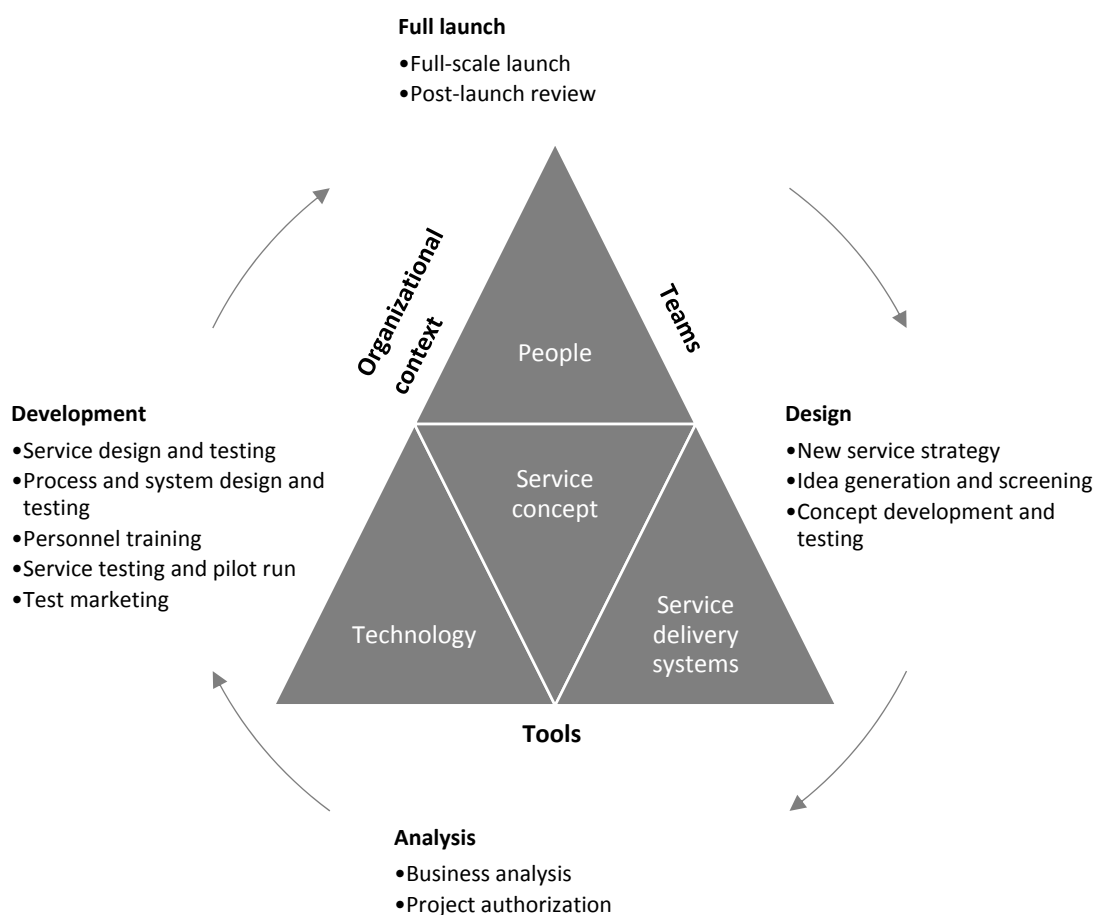 Full launch
•Full-scale launch
•Post-launch review
Organizational
context
Teams
People
Development
•Service design and testing
•Process and system design and
testing
•Personnel training
•Service testing and pilot run
•Test marketing
Service
concept
Design
•New service strategy
•Idea generation and screening
•Concept development and
testing
Technology
Service
delivery
systems
Tools
Analysis
•Business analysis
•Project authorization